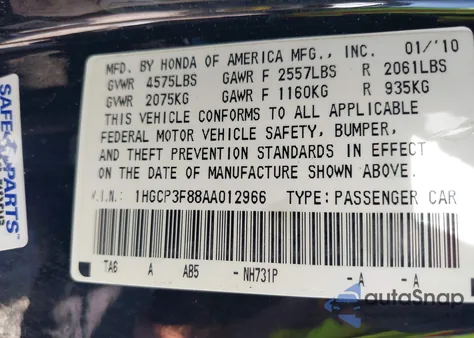 MFD. BY HONDA OF AMERICA MFG., INC. 01/'10
GVWR 4575LBS GAWR F 2557LBS R 2061LBS
GVWR 2075KG GAWR F 1160KG R 935KG
THIS VEHICLE CONFORMS TO ALL APPLICABLE
FEDERAL MOTOR VEHICLE SAFETY, BUMPER,
AND THEFT PREVENTION STANDARDS IN EFFECT
ON THE DATE OF MANUFACTURE SHOWN ABOVE.
V.I.N.: 1HGCP3F88AA012966 TYPE: PASSENGER CAR
TA6 A AB5 - NH731P -A -A
SAFE PARTS
autoSnap